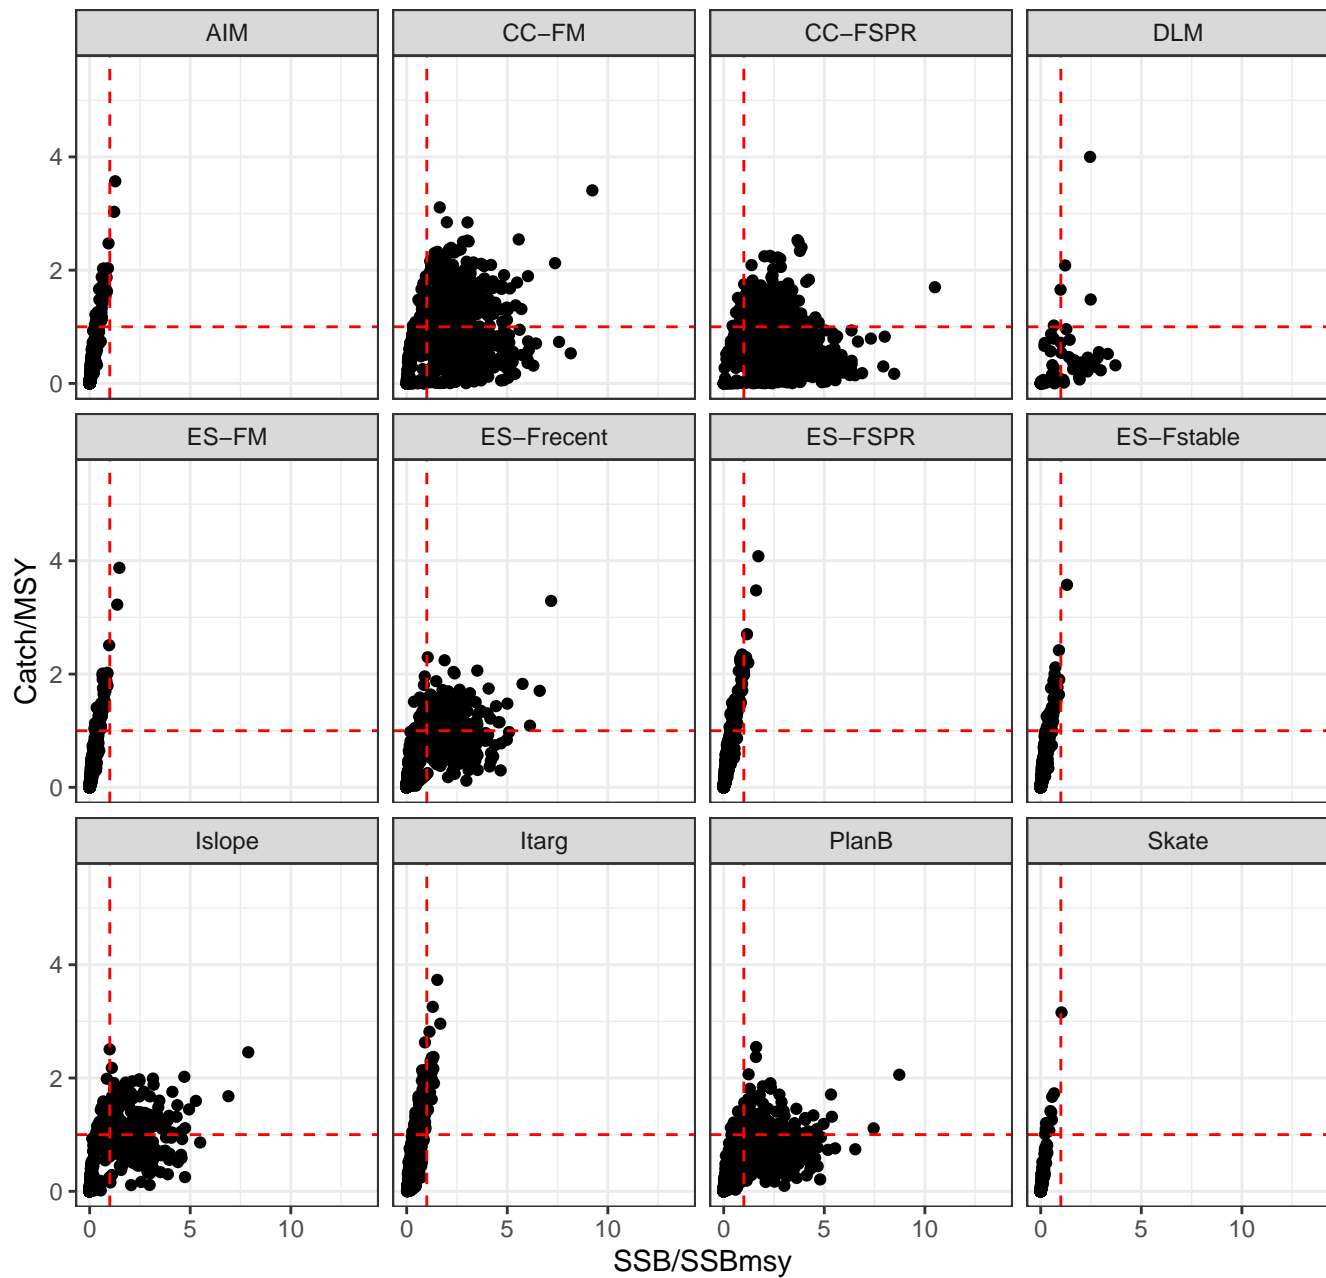 AIM CC−FM CC−FSPR DLM
4
2
0
ES−FM ES−Frecent ES−FSPR ES−Fstable
4
2
0
Catch/MSY
Islope Itarg PlanB Skate
4
2
0
0 5 10 0 5 10 0 5 10 0 5 10
SSB/SSBmsy